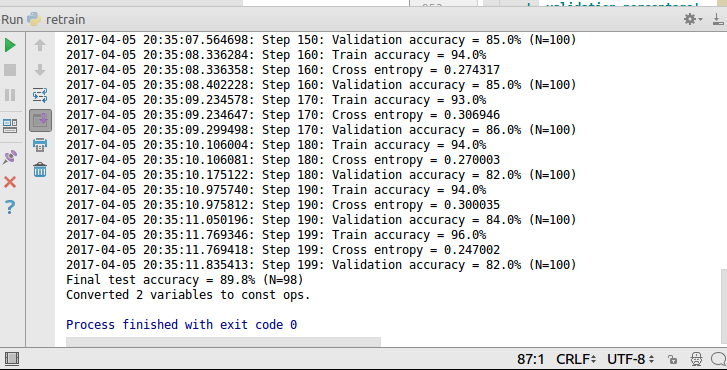 Run retrain
2017-04-05 20:35:07.564698: Step 150: Validation accuracy = 85.0% (N=100)
2017-04-05 20:35:08.336284: Step 160: Train accuracy = 94.0%
2017-04-05 20:35:08.336358: Step 160: Cross entropy = 0.274317
2017-04-05 20:35:08.402228: Step 160: Validation accuracy = 85.0% (N=100)
2017-04-05 20:35:09.234578: Step 170: Train accuracy = 93.0%
2017-04-05 20:35:09.234647: Step 170: Cross entropy = 0.306946
2017-04-05 20:35:09.299498: Step 170: Validation accuracy = 86.0% (N=100)
2017-04-05 20:35:10.106004: Step 180: Train accuracy = 94.0%
2017-04-05 20:35:10.106081: Step 180: Cross entropy = 0.270003
2017-04-05 20:35:10.175122: Step 180: Validation accuracy = 82.0% (N=100)
2017-04-05 20:35:10.975740: Step 190: Train accuracy = 94.0%
2017-04-05 20:35:10.975812: Step 190: Cross entropy = 0.300035
2017-04-05 20:35:11.050196: Step 190: Validation accuracy = 84.0% (N=100)
2017-04-05 20:35:11.769346: Step 199: Train accuracy = 96.0%
2017-04-05 20:35:11.769418: Step 199: Cross entropy = 0.247002
2017-04-05 20:35:11.835413: Step 199: Validation accuracy = 82.0% (N=100)
Final test accuracy = 89.8% (N=98)
Converted 2 variables to const ops.
Process finished with exit code 0
87:1 CRLF UTF-8